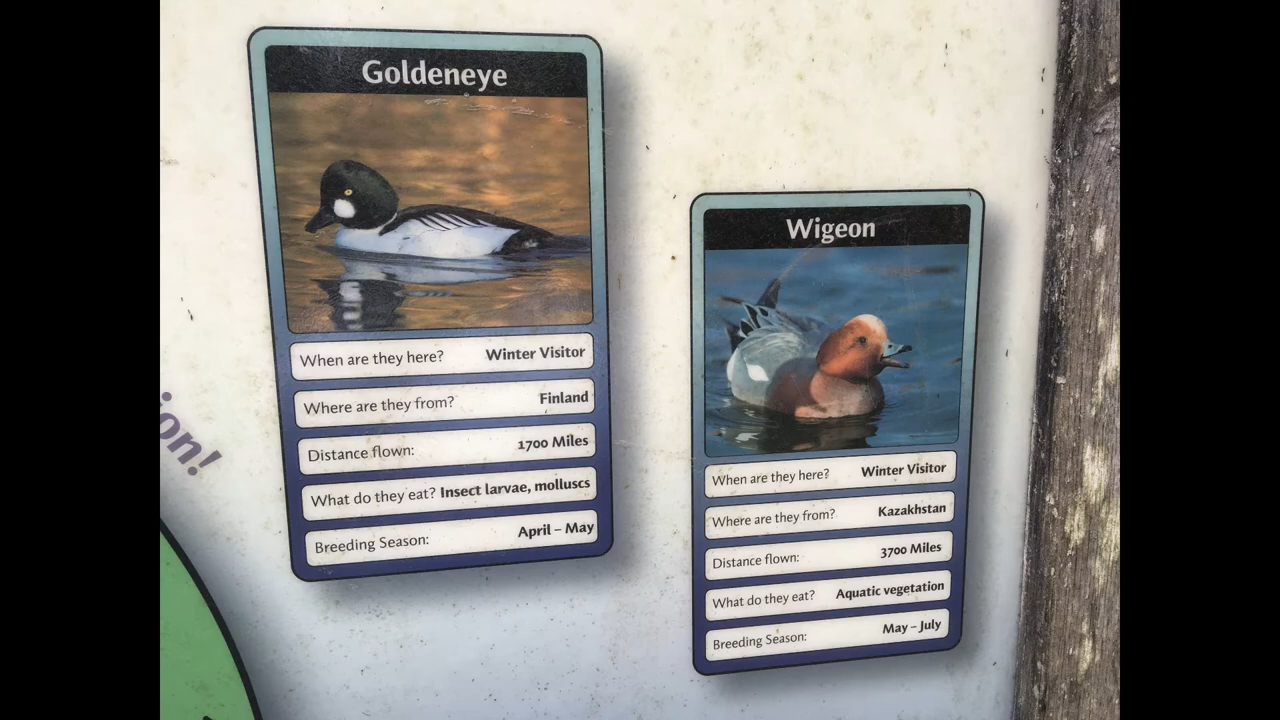 Goldeneye
When are they here? Winter Visitor
Where are they from? Finland
Distance flown: 1700 Miles
What do they eat? Insect larvae, molluscs
Breeding Season: April – May
Wigeon
When are they here? Winter Visitor
Where are they from? Kazakhstan
Distance flown: 3700 Miles
What do they eat? Aquatic vegetation
Breeding Season: May – July
ion!